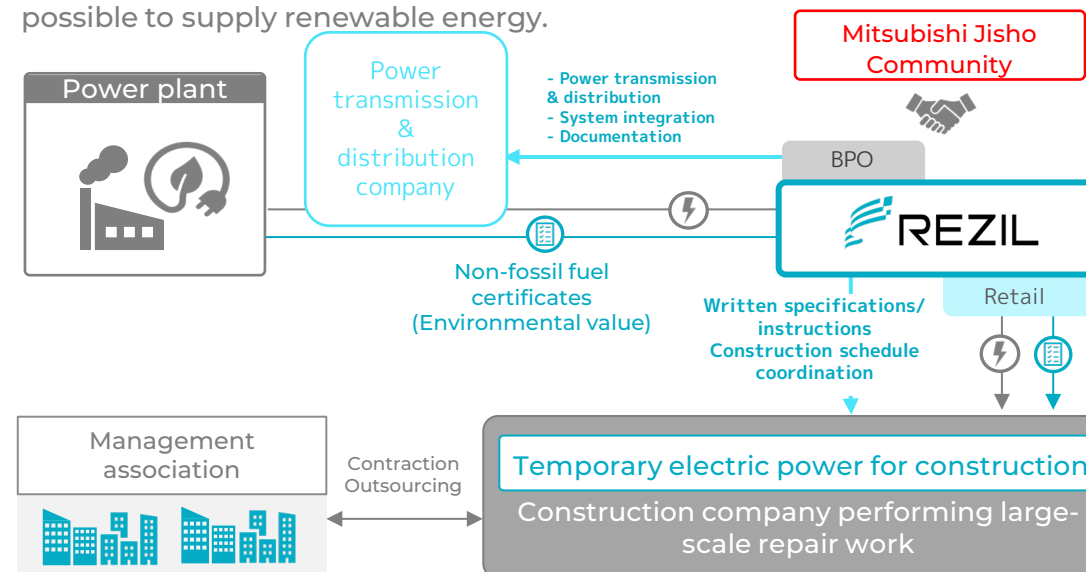 possible to supply renewable energy.
Mitsubishi Jisho
Community
Power plant
Power
transmission
&
distribution
company
- Power transmission
& distribution
- System integration
- Documentation
BPO
REZIL
Non-fossil fuel
certificates
(Environmental value)
Retail
Written specifications/
instructions
Construction schedule
coordination
Management
association
Contraction
Outsourcing
Temporary electric power for construction
Construction company performing large-
scale repair work